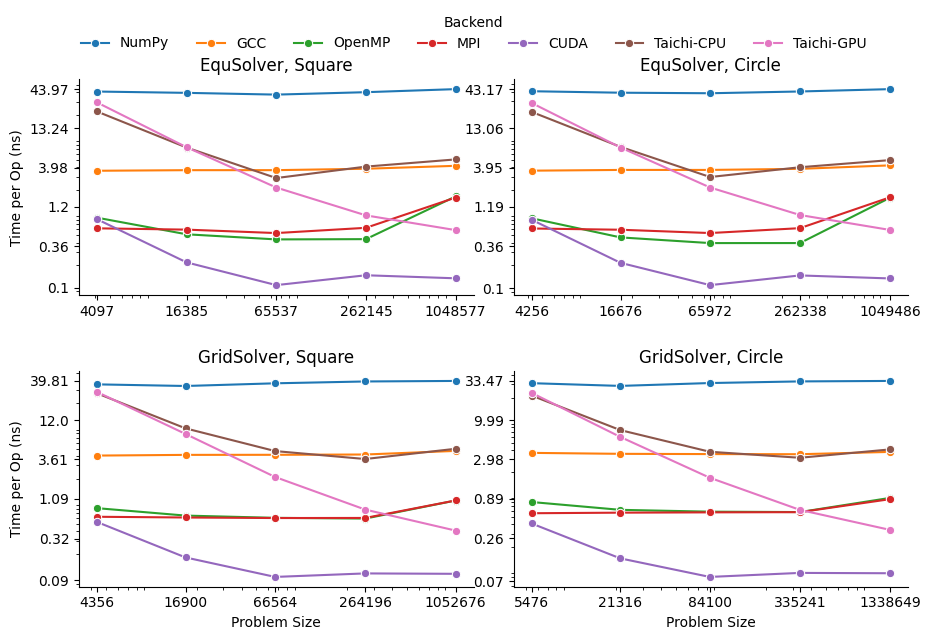 Backend
NumPy GCC OpenMP MPI CUDA Taichi-CPU Taichi-GPU
EquSolver, Square
Time per Op (ns)
43.97
13.24
3.98
1.2
0.36
0.1
4097 16385 65537 262145 1048577
EquSolver, Circle
43.17
13.06
3.95
1.19
0.36
0.1
4256 16676 65972 262338 1049486
GridSolver, Square
Time per Op (ns)
39.81
12.0
3.61
1.09
0.32
0.09
4356 16900 66564 264196 1052676
Problem Size
GridSolver, Circle
33.47
9.99
2.98
0.89
0.26
0.07
5476 21316 84100 335241 1338649
Problem Size